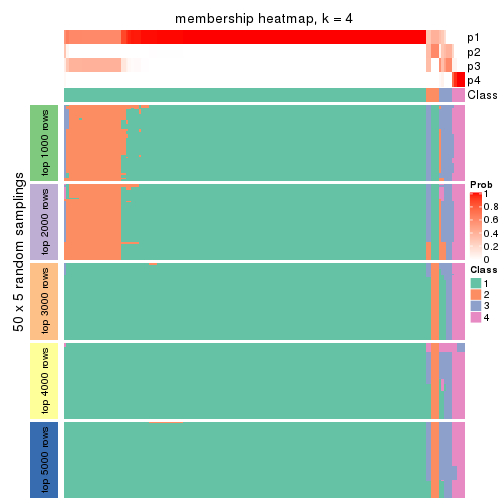 membership heatmap, k = 4
p1
p2
p3
p4
Class
50 x 5 random samplings
top 1000 rows
top 2000 rows
top 3000 rows
top 4000 rows
top 5000 rows
Prob
1
0.8
0.6
0.4
0.2
0
Class
1
2
3
4